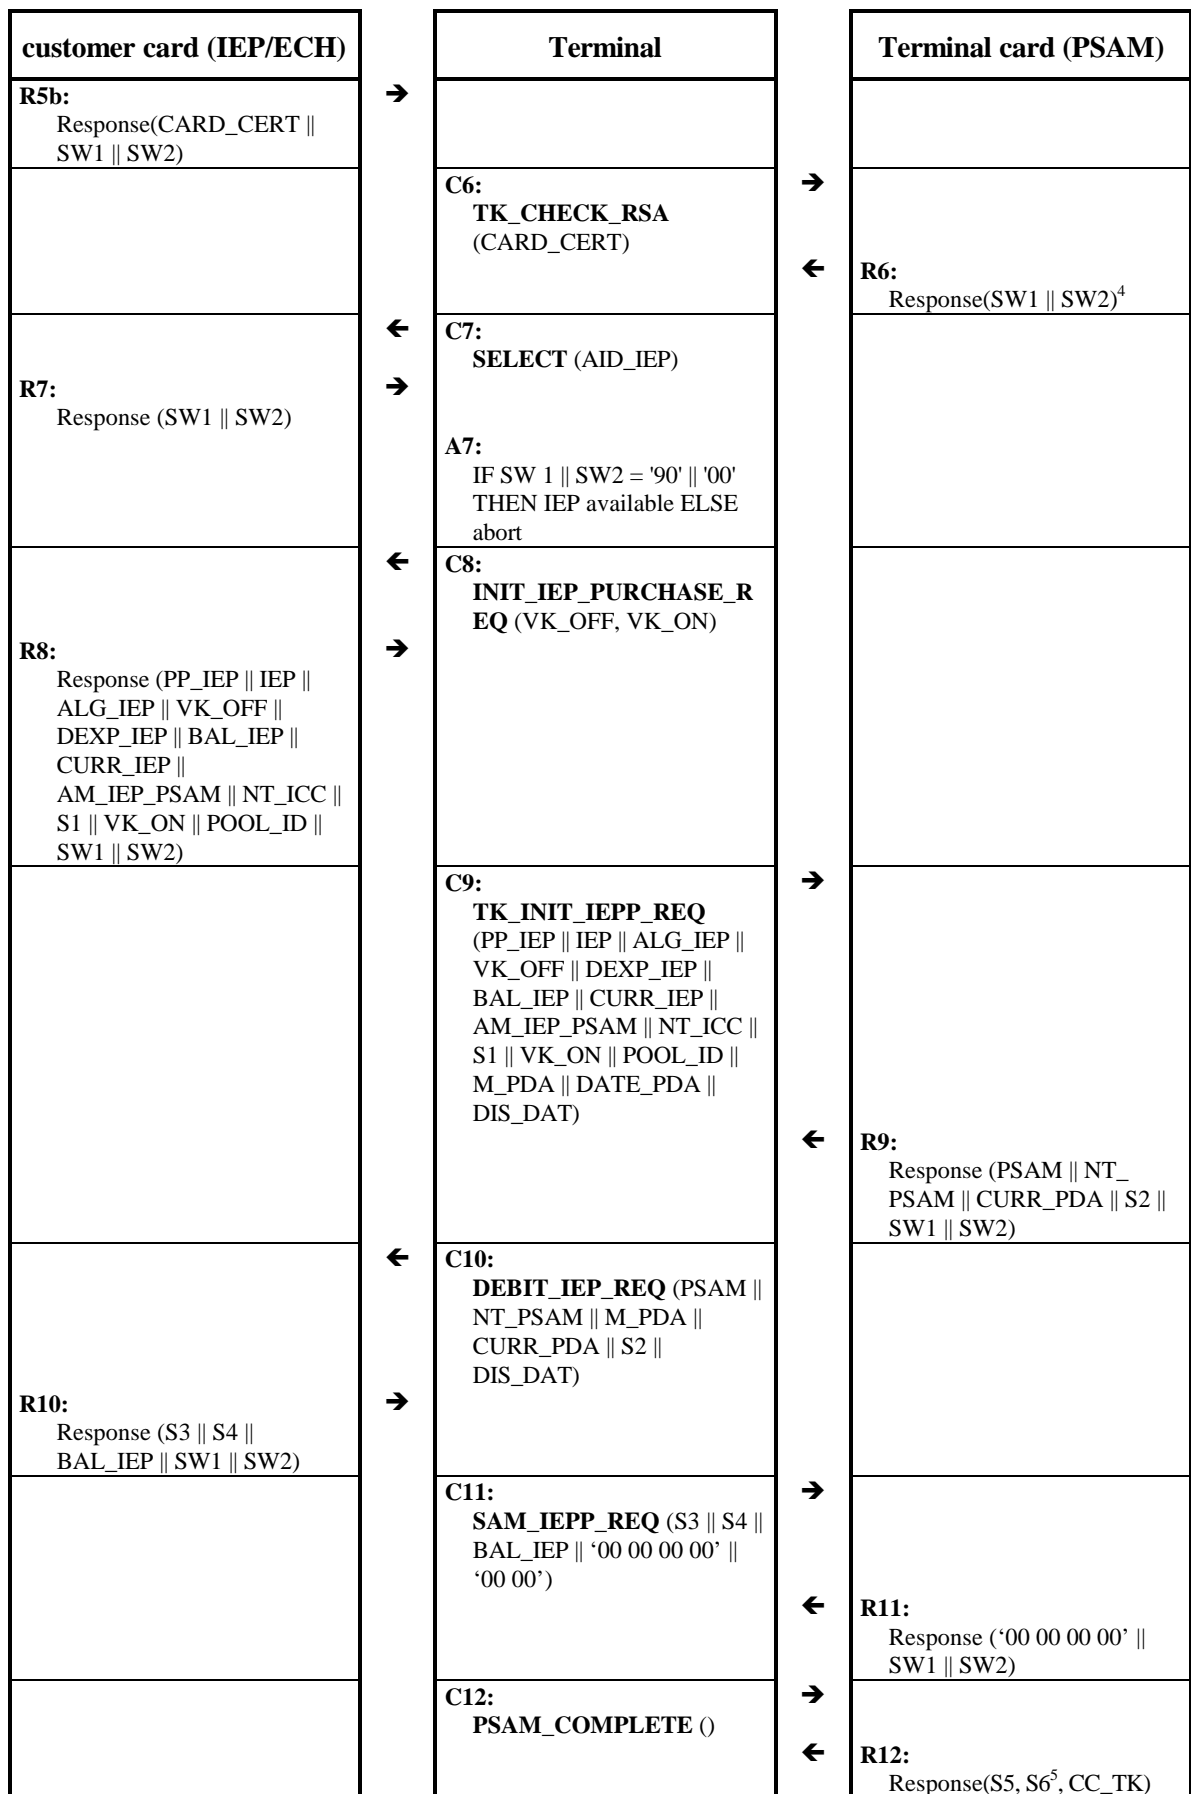 customer card (IEP/ECH)
Terminal
Terminal card (PSAM)
R5b:
➔
Response(CARD_CERT ||
SW1 || SW2)
C6:
➔
TK_CHECK_RSA
(CARD_CERT)
🡨 R6:
Response(SW1 || SW2)4
🡨 C7:
SELECT (AID_IEP)
R7:
➔
Response (SW1 || SW2)
A7:
IF SW 1 || SW2 = '90' || '00'
THEN IEP available ELSE
abort
🡨 C8:
INIT_IEP_PURCHASE_R
EQ (VK_OFF, VK_ON)
R8:
➔
Response (PP_IEP || IEP ||
ALG_IEP || VK_OFF ||
DEXP_IEP || BAL_IEP ||
CURR_IEP ||
AM_IEP_PSAM || NT_ICC ||
S1 || VK_ON || POOL_ID ||
SW1 || SW2)
C9:
➔
TK_INIT_IEPP_REQ
(PP_IEP || IEP || ALG_IEP ||
VK_OFF || DEXP_IEP ||
BAL_IEP || CURR_IEP ||
AM_IEP_PSAM || NT_ICC ||
S1 || VK_ON || POOL_ID ||
M_PDA || DATE_PDA ||
DIS_DAT)
🡨 R9:
Response (PSAM || NT_
PSAM || CURR_PDA || S2 ||
SW1 || SW2)
🡨 C10:
DEBIT_IEP_REQ (PSAM ||
NT_PSAM || M_PDA ||
CURR_PDA || S2 ||
DIS_DAT)
R10:
➔
Response (S3 || S4 ||
BAL_IEP || SW1 || SW2)
C11:
➔
SAM_IEPP_REQ (S3 || S4 ||
BAL_IEP || ‘00 00 00 00’ ||
‘00 00’)
🡨 R11:
Response (‘00 00 00 00’ ||
SW1 || SW2)
C12:
➔
PSAM_COMPLETE ()
🡨 R12:
Response(S5, S65, CC_TK)